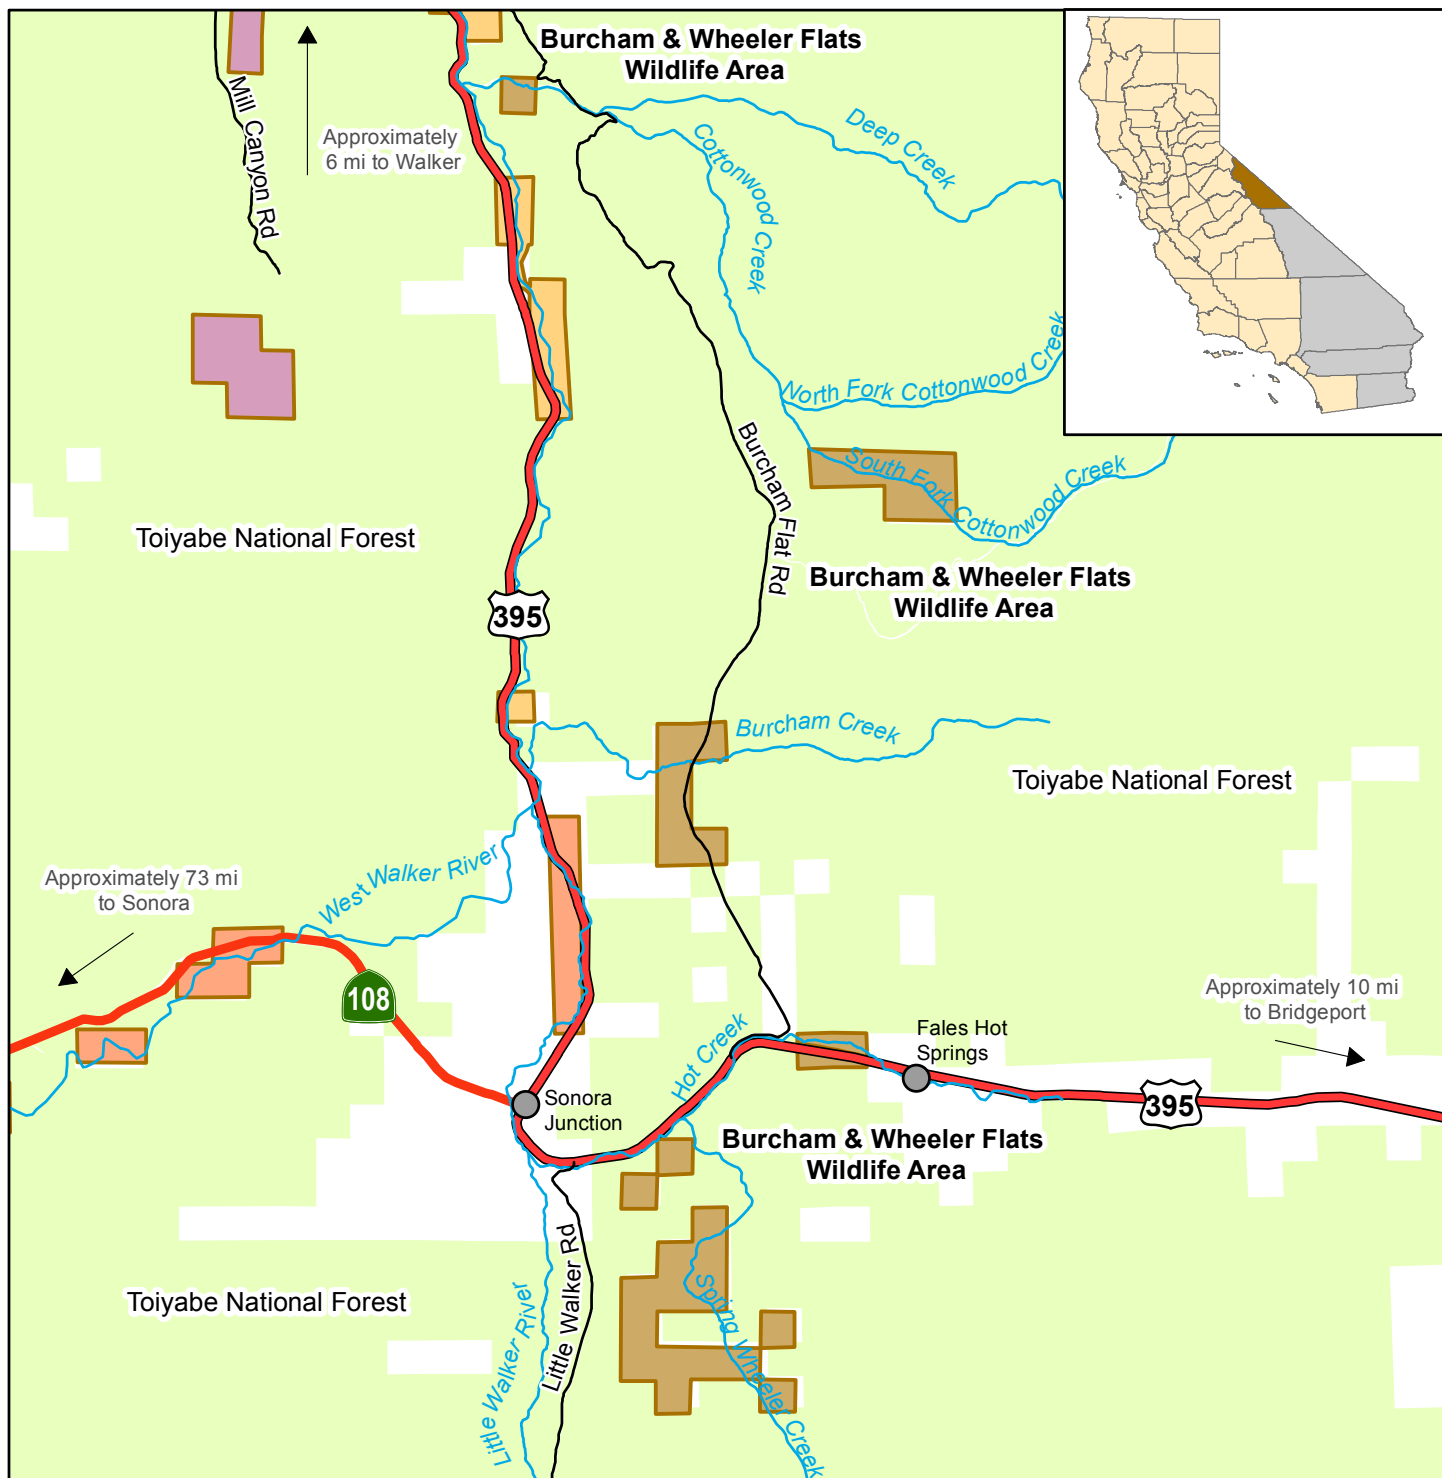 Burcham & Wheeler Flats
Wildlife Area
Mill Canyon Rd
Approximately
6 mi to Walker
Deep Creek
Cottonwood Creek
North Fork Cottonwood Creek
Burcham Flat Rd
South Fork Cottonwood Creek
Toiyabe National Forest
Burcham & Wheeler Flats
Wildlife Area
395
Burcham Creek
Toiyabe National Forest
West Walker River
Approximately 73 mi
to Sonora
108
Approximately 10 mi
to Bridgeport
Hot Creek
Fales Hot
Springs
Sonora
Junction
395
Burcham & Wheeler Flats
Wildlife Area
Little Walker Rd
Little Walker River
Spring Wheeler Creek
Toiyabe National Forest